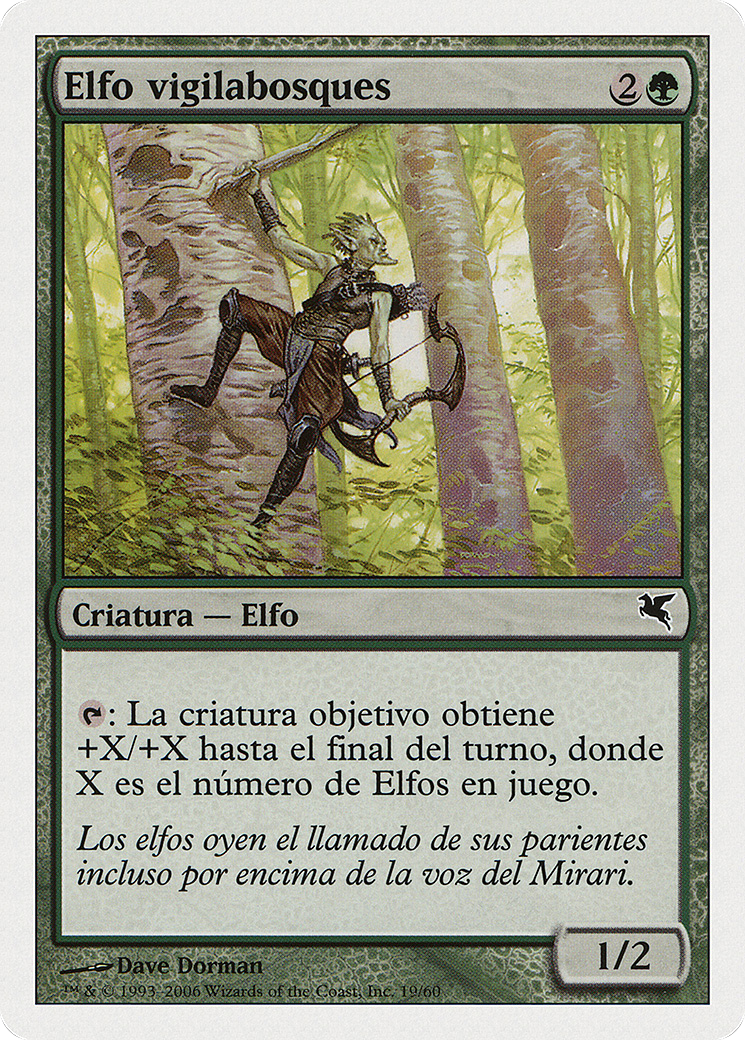 Elfo vigilabosques
2
Criatura — Elfo
: La criatura objetivo obtiene
+X/+X hasta el final del turno, donde
X es el número de Elfos en juego.
Los elfos oyen el llamado de sus parientes
incluso por encima de la voz del Mirari.
1/2
Dave Dorman
™ & © 1993–2006 Wizards of the Coast, Inc. 19/60